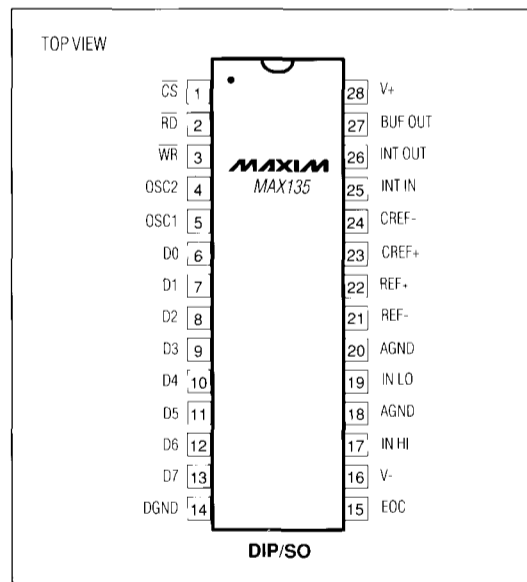 TOP VIEW
C̅S̅ 1
R̅D̅ 2
W̅R̅ 3
OSC2 4
OSC1 5
D0 6
D1 7
D2 8
D3 9
D4 10
D5 11
D6 12
D7 13
DGND 14
MAXIM
MAX135
28 V+
27 BUF OUT
26 INT OUT
25 INT IN
24 CREF-
23 CREF+
22 REF+
21 REF-
20 AGND
19 IN LO
18 AGND
17 IN HI
16 V-
15 EOC
DIP/SO